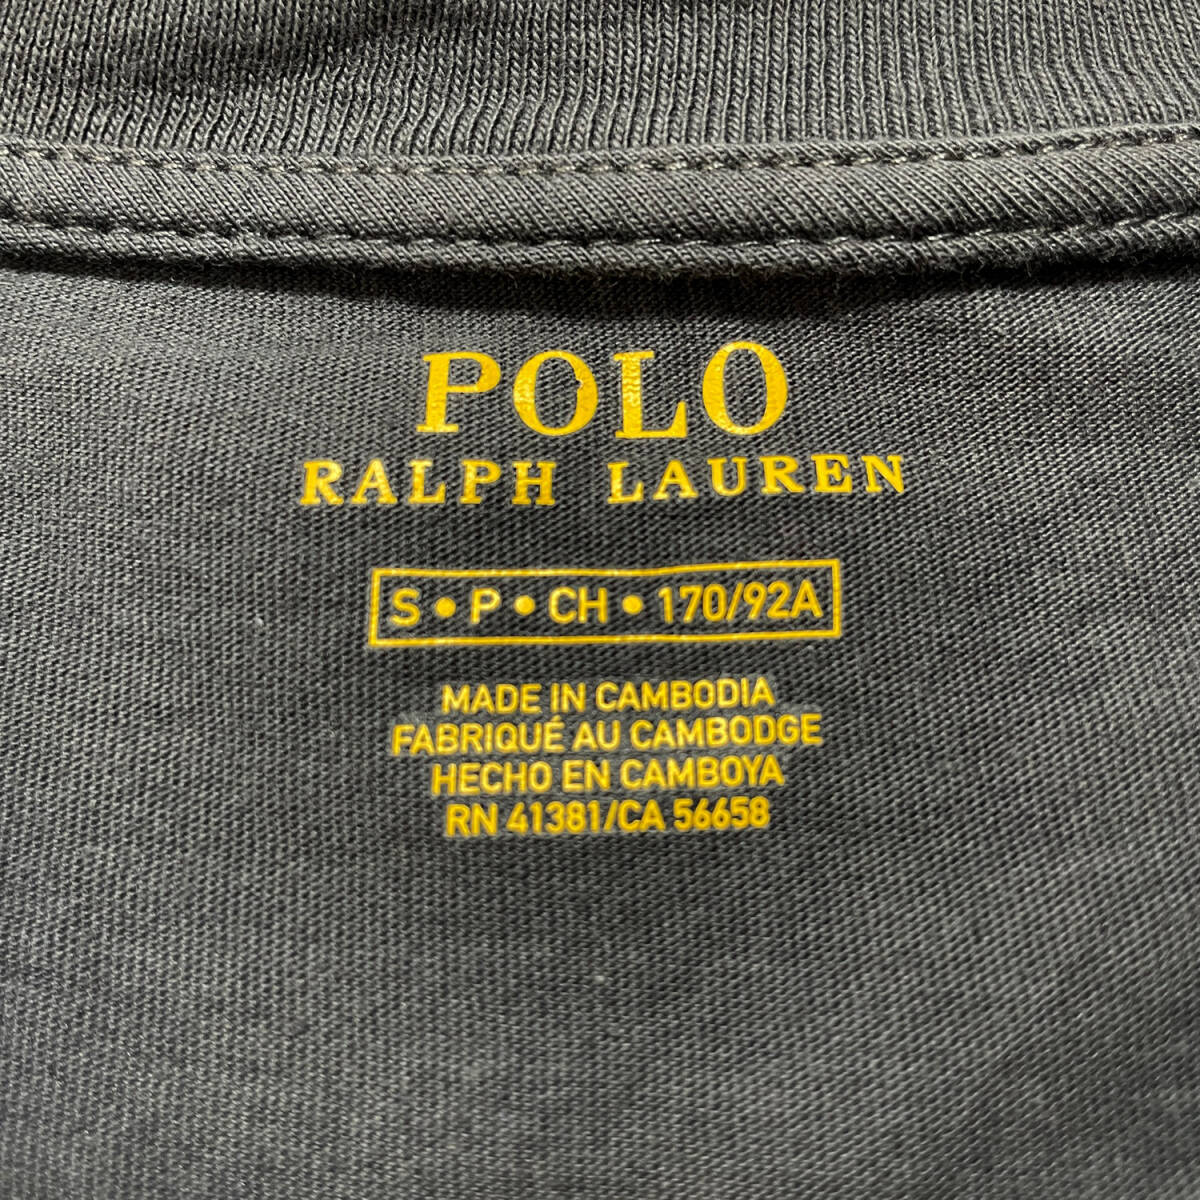 POLO
RALPH LAUREN
S • P • CH • 170/92A
MADE IN CAMBODIA
FABRIQUÉ AU CAMBODGE
HECHO EN CAMBOYA
RN 41381/CA 56658